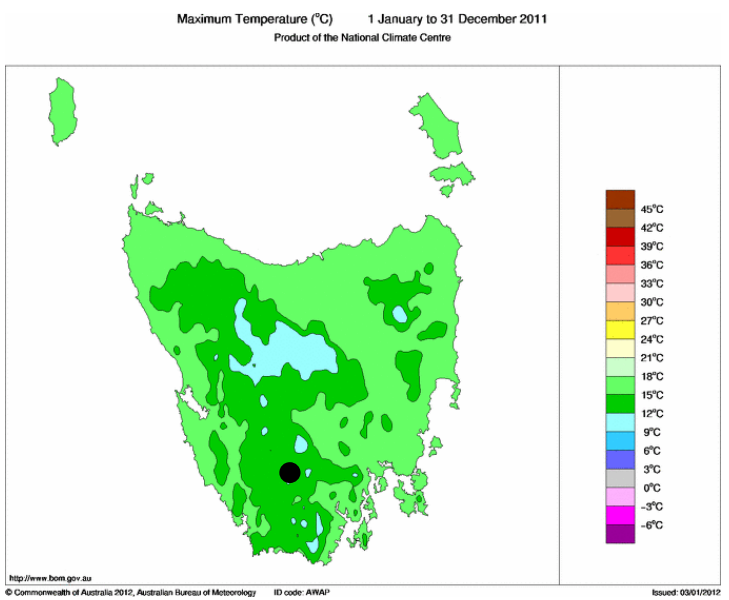 Maximum Temperature (°C) 1 January to 31 December 2011
Product of the National Climate Centre
45°C
42°C
39°C
36°C
33°C
30°C
27°C
24°C
21°C
18°C
15°C
12°C
9°C
6°C
3°C
0°C
-3°C
-6°C
http://www.bom.gov.au
© Commonwealth of Australia 2012, Australian Bureau of Meteorology ID code: AWAP Issued: 03/01/2012